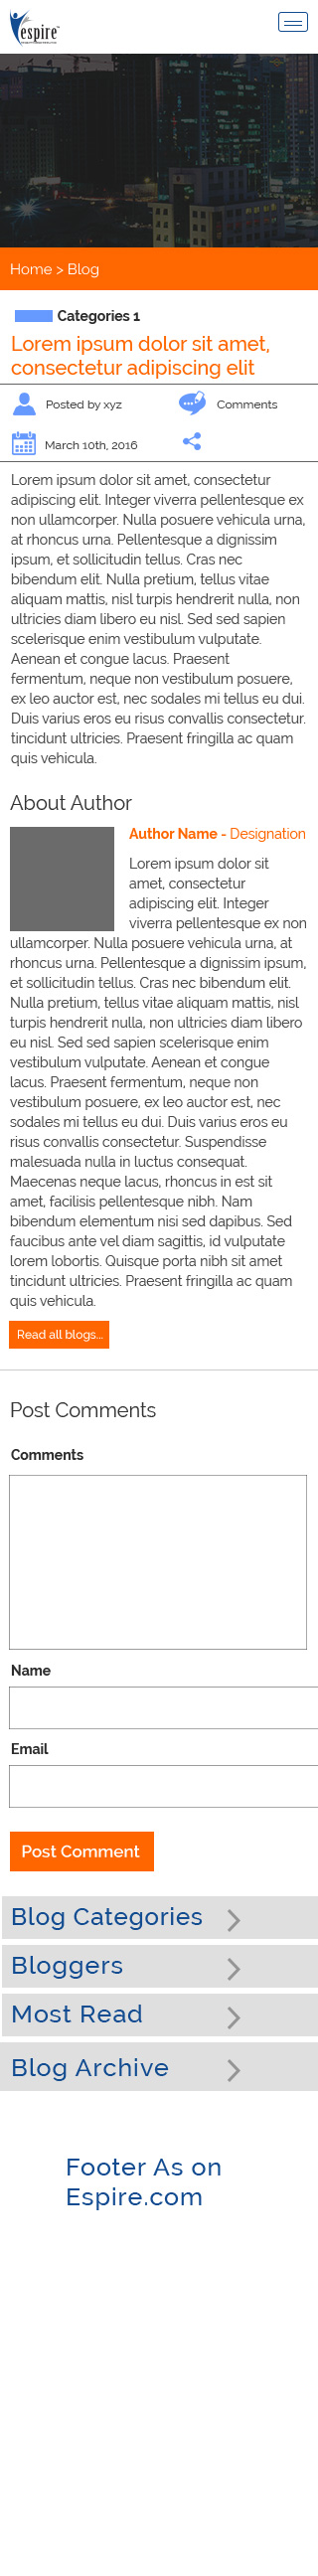 espire
Home > Blog
Categories 1
Lorem ipsum dolor sit amet,
consectetur adipiscing elit
Posted by xyz
Comments
March 10th, 2016
Lorem ipsum dolor sit amet, consectetur
adipiscing elit. Integer viverra pellentesque ex
non ullamcorper. Nulla posuere vehicula urna,
at rhoncus urna. Pellentesque a dignissim
ipsum, et sollicitudin tellus. Cras nec
bibendum elit. Nulla pretium, tellus vitae
aliquam mattis, nisl turpis hendrerit nulla, non
ultricies diam libero eu nisl. Sed sed sapien
scelerisque enim vestibulum vulputate.
Aenean et congue lacus. Praesent
fermentum, neque non vestibulum posuere,
ex leo auctor est, nec sodales mi tellus eu dui.
Duis varius eros eu risus convallis consectetur.
tincidunt ultricies. Praesent fringilla ac quam
quis vehicula.
About Author
Author Name - Designation
Lorem ipsum dolor sit
amet, consectetur
adipiscing elit. Integer
viverra pellentesque ex non
ullamcorper. Nulla posuere vehicula urna, at
rhoncus urna. Pellentesque a dignissim ipsum,
et sollicitudin tellus. Cras nec bibendum elit.
Nulla pretium, tellus vitae aliquam mattis, nisl
turpis hendrerit nulla, non ultricies diam libero
eu nisl. Sed sed sapien scelerisque enim
vestibulum vulputate. Aenean et congue
lacus. Praesent fermentum, neque non
vestibulum posuere, ex leo auctor est, nec
sodales mi tellus eu dui. Duis varius eros eu
risus convallis consectetur. Suspendisse
malesuada nulla in luctus consequat.
Maecenas neque lacus, rhoncus in est sit
amet, facilisis pellentesque nibh. Nam
bibendum elementum nisi sed dapibus. Sed
faucibus ante vel diam sagittis, id vulputate
lorem lobortis. Quisque porta nibh sit amet
tincidunt ultricies. Praesent fringilla ac quam
quis vehicula.
Read all blogs...
Post Comments
Comments
Name
Email
Post Comment
Blog Categories
Bloggers
Most Read
Blog Archive
Footer As on
Espire.com